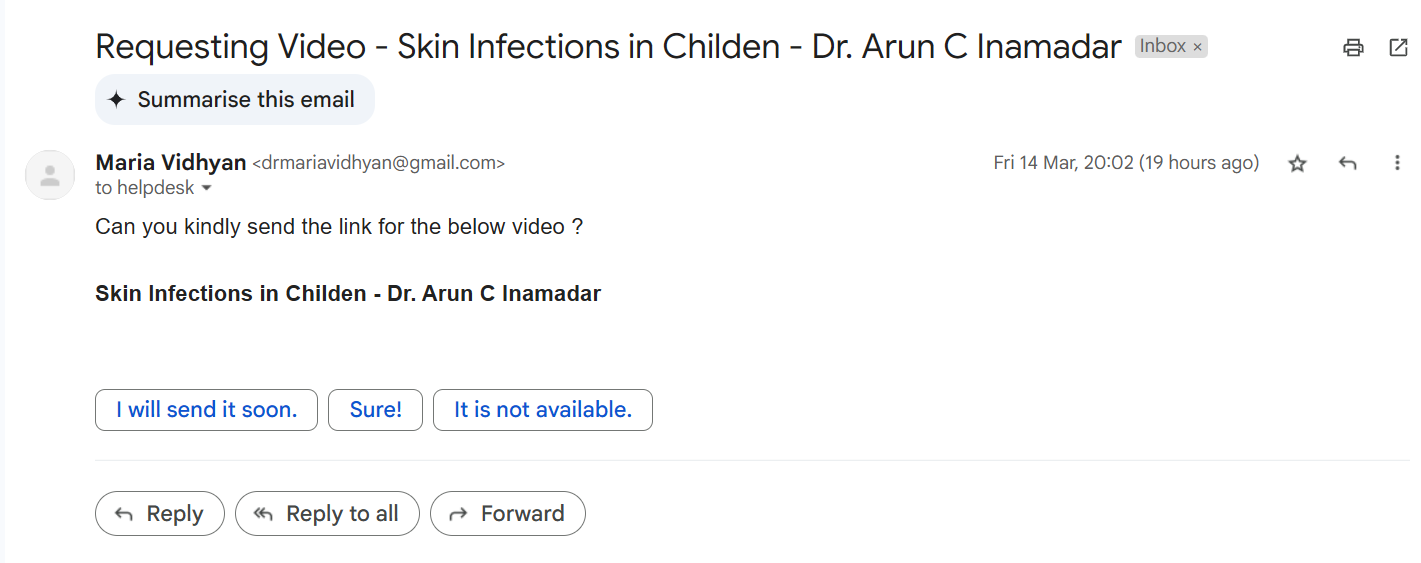 Requesting Video - Skin Infections in Childen - Dr. Arun C Inamadar Inbox ×
Summarise this email
Maria Vidhyan <drmariavidhyan@gmail.com> Fri 14 Mar, 20:02 (19 hours ago)
to helpdesk
Can you kindly send the link for the below video ?
Skin Infections in Childen - Dr. Arun C Inamadar
I will send it soon. Sure! It is not available.
Reply Reply to all Forward